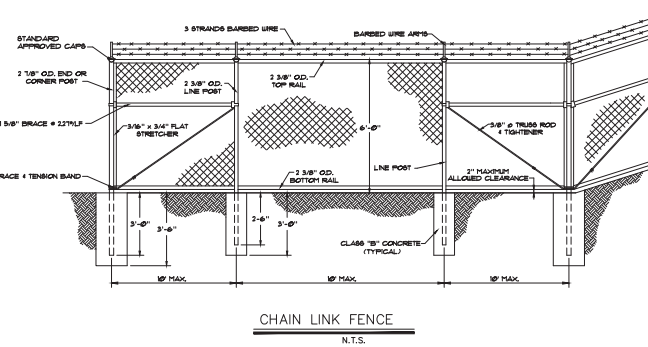 3 STRANDS BARBED WIRE
BARBED WIRE ARMS
STANDARD
APPROVED CAPS
2 7/8" O.D. END OR
CORNER POST
2 3/8" O.D.
LINE POST
2 3/8" O.D.
TOP RAIL
5/8" BRACE @ 2.27#/LF
3/16" x 3/4" FLAT
STRETCHER
6'-0"
3/8" ø TRUSS ROD
& TIGHTENER
& TENSION BAND
2 3/8" O.D.
BOTTOM RAIL
LINE POST
2" MAXIMUM
ALLOWED CLEARANCE
3'-0"
3'-6"
2'-6"
3'-0"
CLASS "B" CONCRETE
(TYPICAL)
10' MAX.
10' MAX.
10' MAX.
CHAIN LINK FENCE
N.T.S.